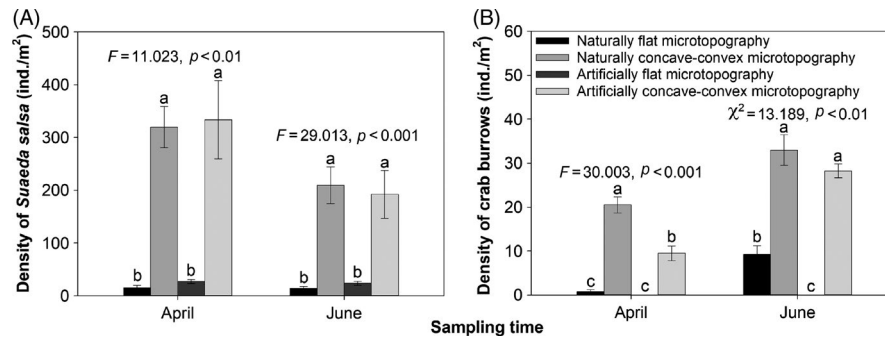 (A)
500
400
300
200
100
0
Density of Suaeda salsa (ind./m²)
F=11.023, p<0.01
a
a
b
b
F=29.013, p<0.001
a
a
b
b
April
June
(B)
60
50
40
30
20
10
0
Density of crab burrows (ind./m²)
Naturally flat microtopography
Naturally concave-convex microtopography
Artificially flat microtopography
Artificially concave-convex microtopography
χ²=13.189, p<0.01
F=30.003, p<0.001
c
a
c
b
b
a
c
a
April
June
Sampling time